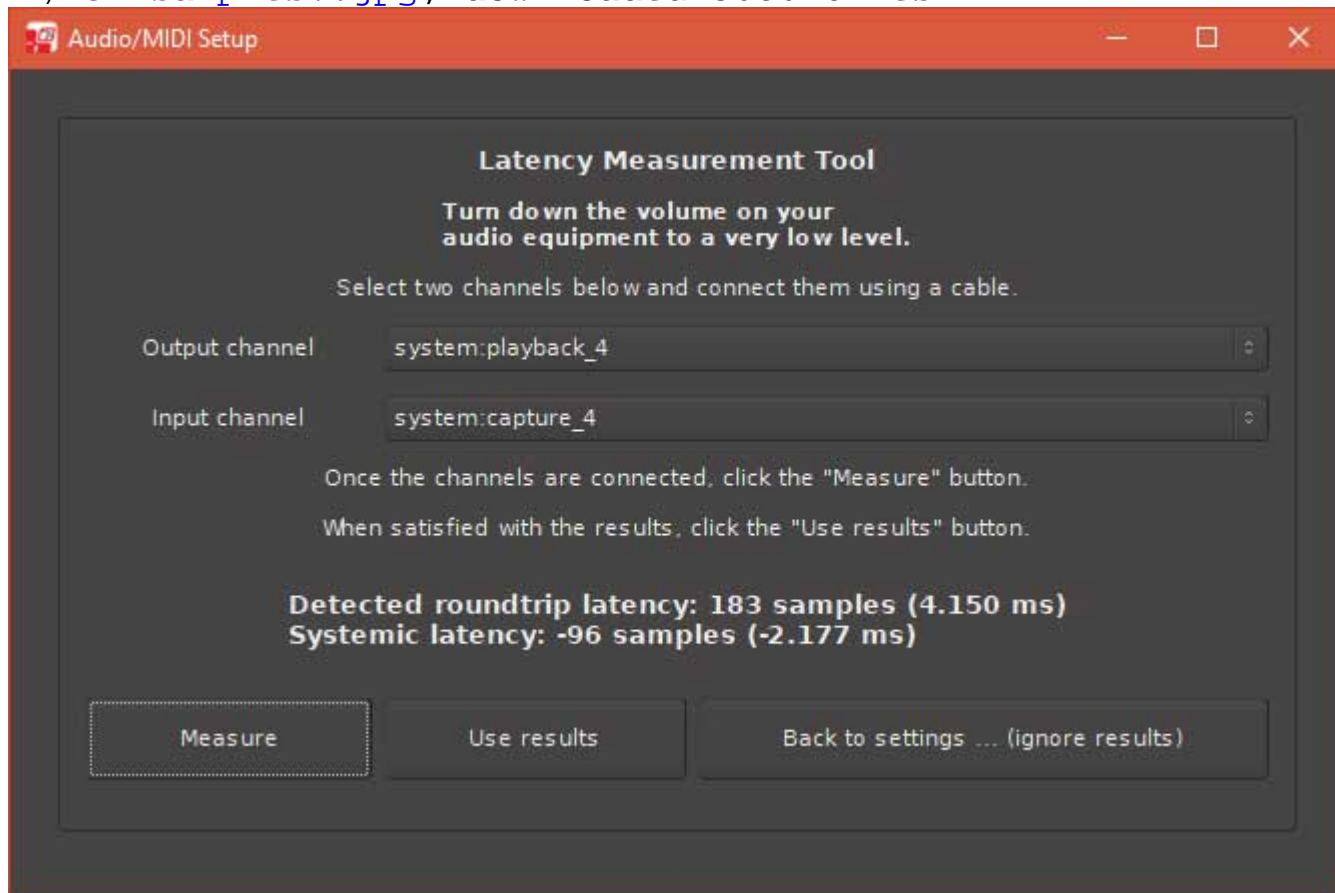 Audio/MIDI Setup
Latency Measurement Tool
Turn down the volume on your
audio equipment to a very low level.
Select two channels below and connect them using a cable.
Output channel system:playback_4
Input channel system:capture_4
Once the channels are connected, click the "Measure" button.
When satisfied with the results, click the "Use results" button.
Detected roundtrip latency: 183 samples (4.150 ms)
Systemic latency: -96 samples (-2.177 ms)
Measure Use results Back to settings ... (ignore results)